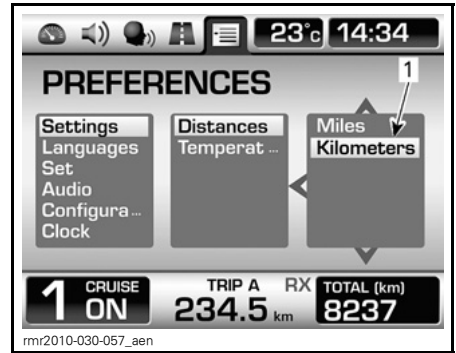 23°c 14:34
PREFERENCES
1
Settings
Languages
Set
Audio
Configura...
Clock
Distances
Temperat...
Miles
Kilometers
1 CRUISE ON
TRIP A RX
234.5 km
TOTAL (km)
8237
rmr2010-030-057_aen